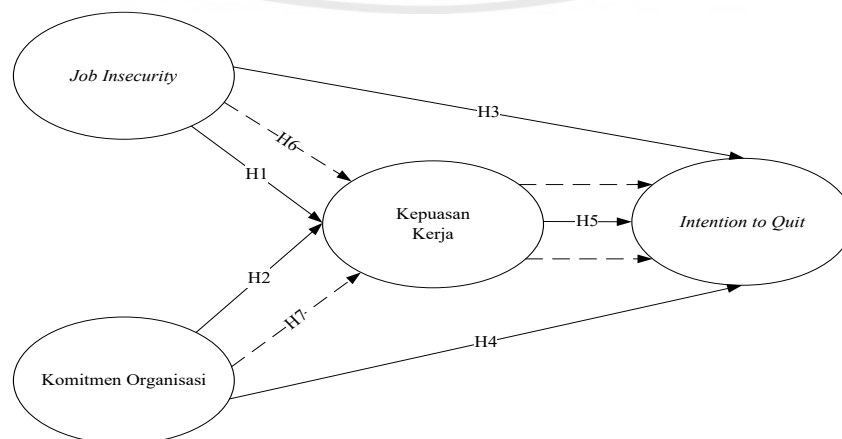 Job Insecurity
H3
H6
H1
Kepuasan
Kerja
H5
Intention to Quit
H2
H7
H4
Komitmen Organisasi